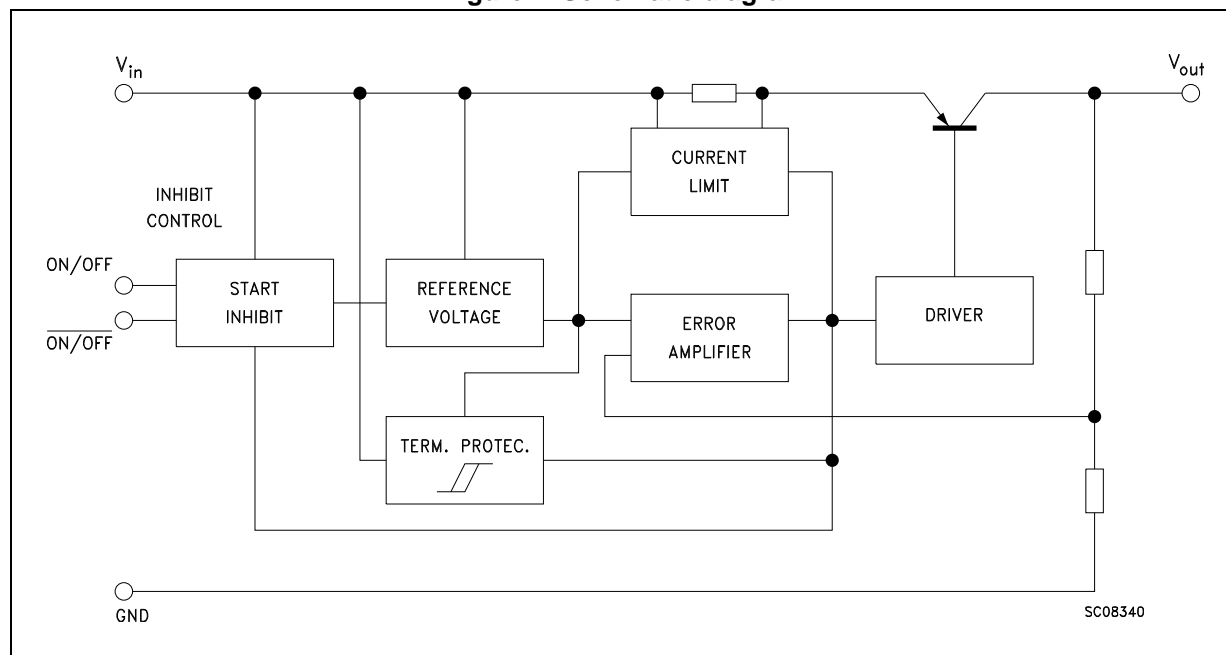 V_in
V_out
CURRENT
LIMIT
INHIBIT
CONTROL
ON/OFF
ON/OFF
START
INHIBIT
REFERENCE
VOLTAGE
ERROR
AMPLIFIER
DRIVER
TERM. PROTEC.
GND
SC08340